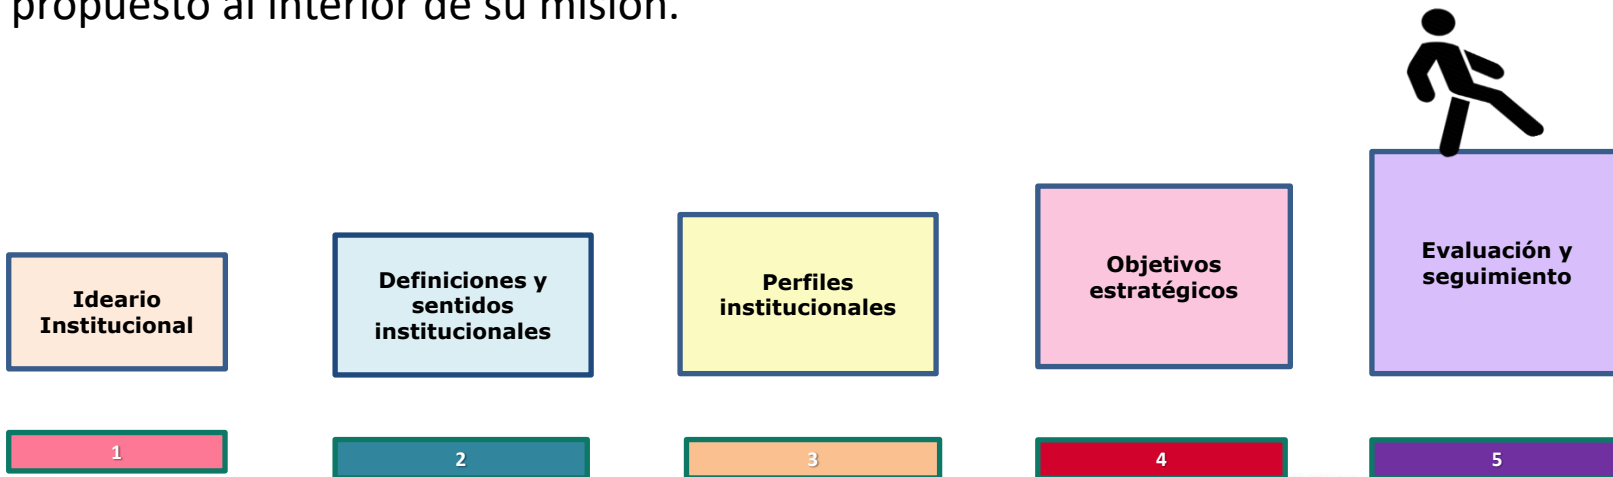 propuesto al interior de su misión.
Ideario
Institucional
Definiciones y
sentidos
institucionales
Perfiles
institucionales
Objetivos
estratégicos
Evaluación y
seguimiento
1
2
3
4
5